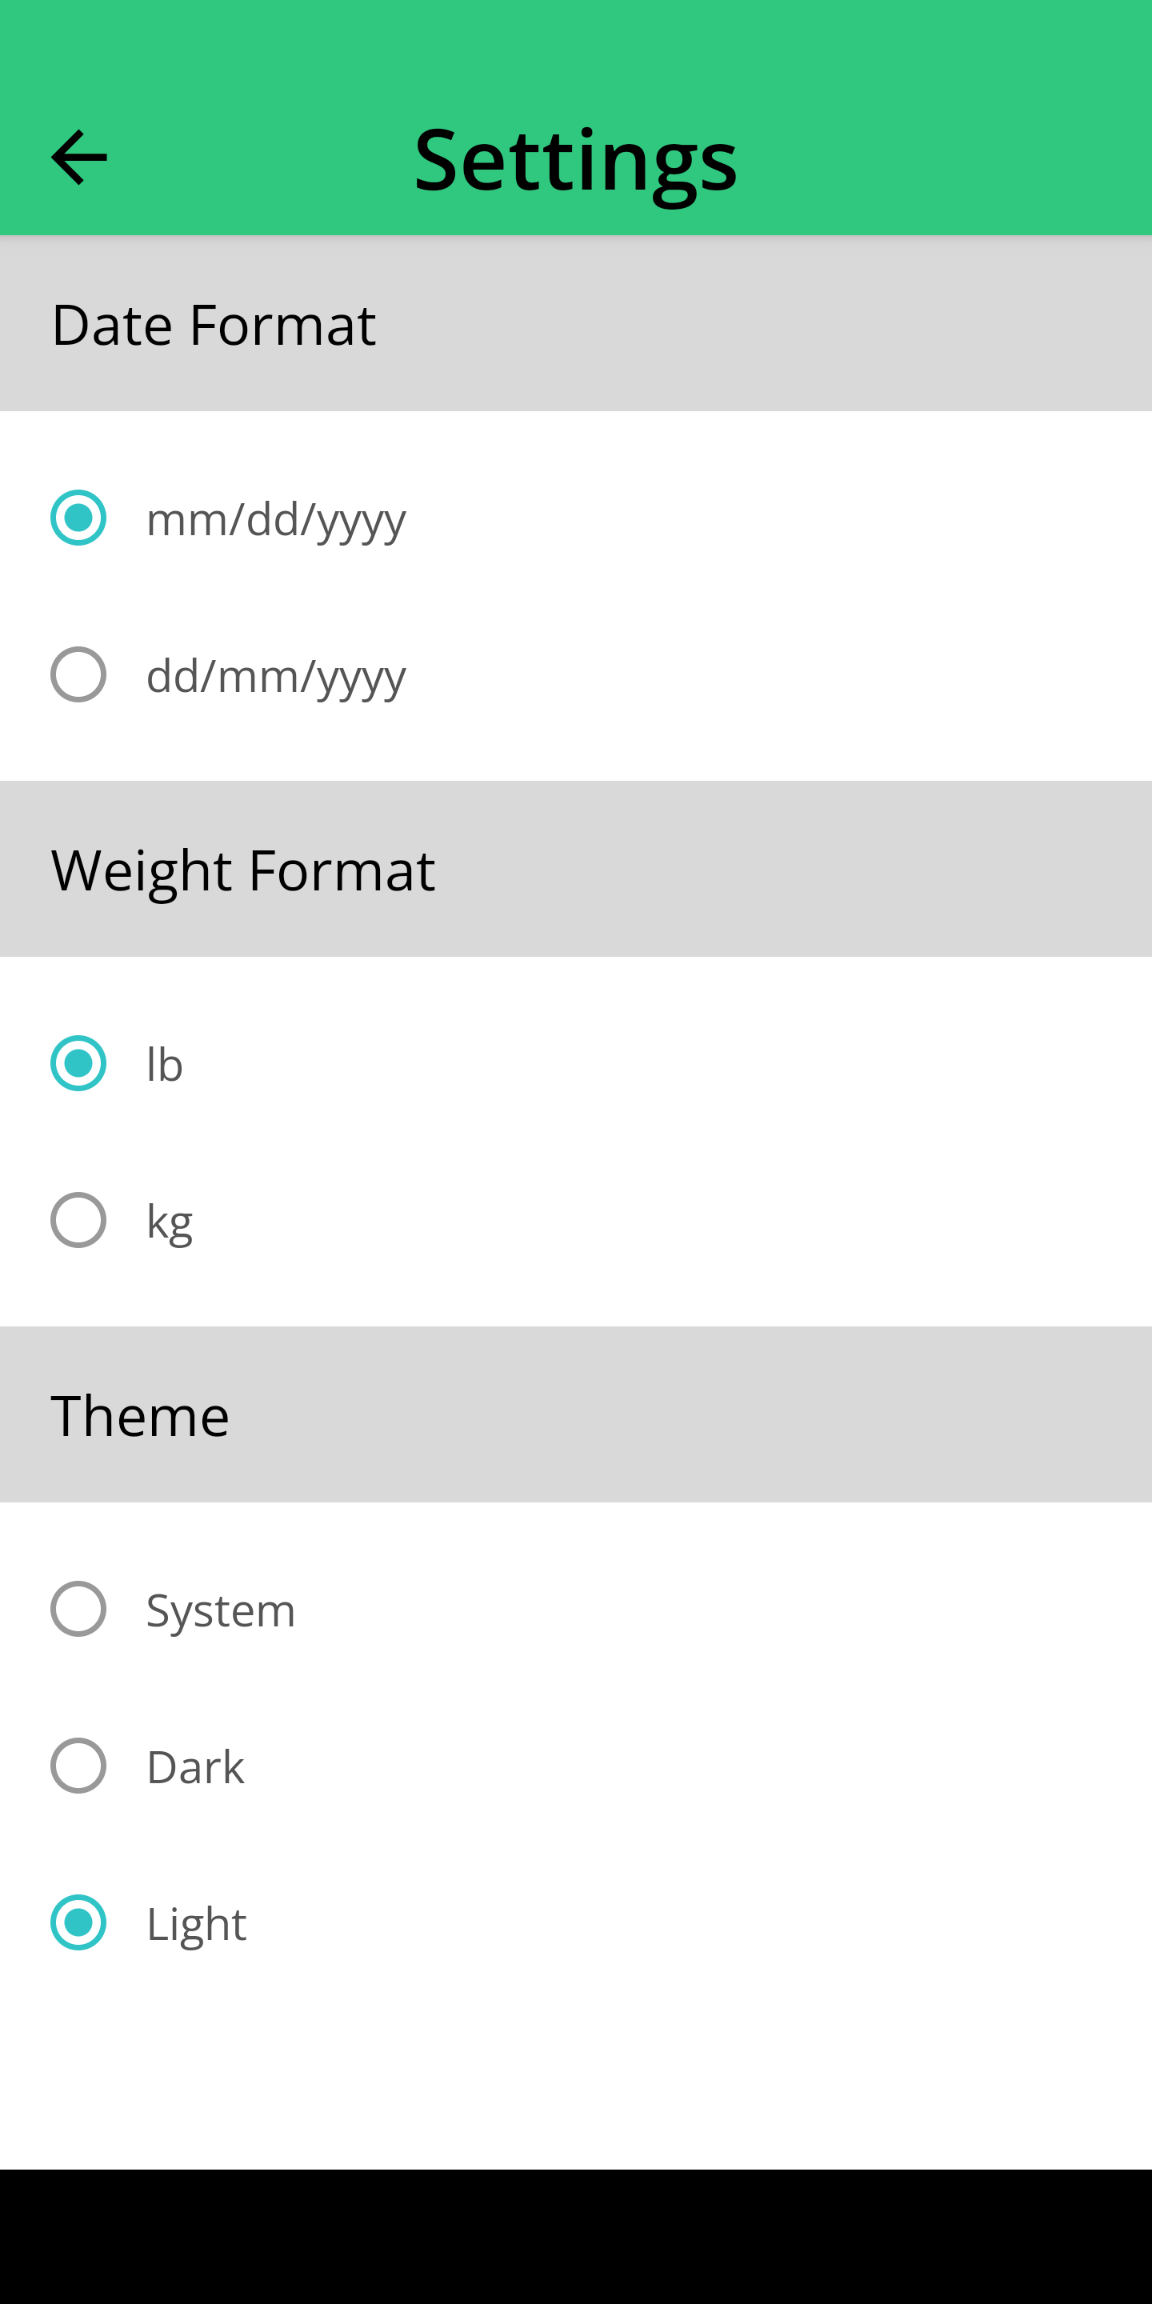 Settings
Date Format
mm/dd/yyyy
dd/mm/yyyy
Weight Format
lb
kg
Theme
System
Dark
Light